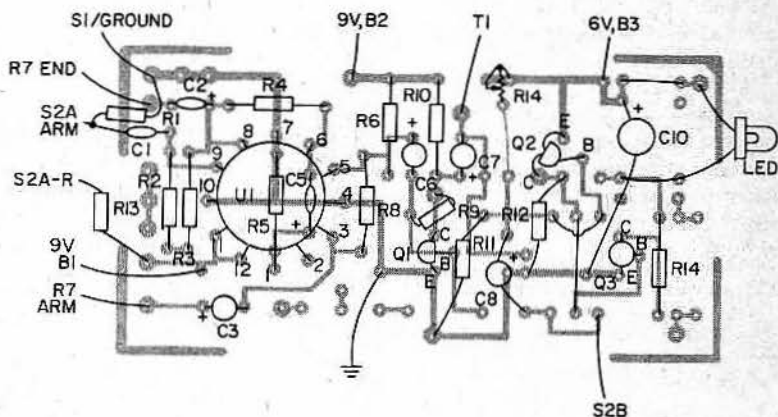 S1/GROUND
9V,B2
T1
6V,B3
R7 END
S2A
ARM
R1
C2
R4
C1
R6
R10
R14
C10
LED
8
7
6
9
10
5
4
3
11
12
1
2
U1
C5
R5
R2
R3
R8
C6
C7
Q2
E
B
C
S2A-R
R13
9V
B1
R7
ARM
C3
R9
C
Q1
B
E
R11
R12
C8
C
B
E
Q3
R14
S2B
+
+
+
+
+
+
+